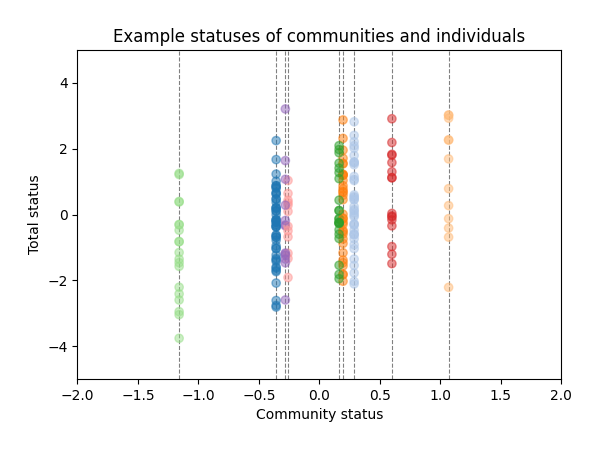 Example statuses of communities and individuals
Total status
4
2
0
−2
−4
−2.0 −1.5 −1.0 −0.5 0.0 0.5 1.0 1.5 2.0
Community status